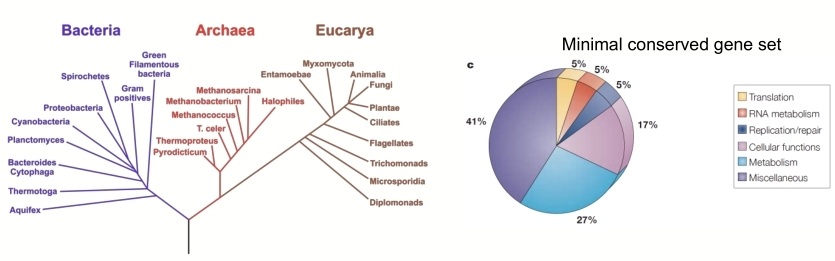 Bacteria
Archaea
Eucarya
Green
Filamentous
bacteria
Spirochetes
Gram
positives
Proteobacteria
Cyanobacteria
Planctomyces
Bacteroides
Cytophaga
Thermotoga
Aquifex
Methanosarcina
Methanobacterium
Halophiles
Methanococcus
T. celer
Thermoproteus
Pyrodicticum
Myxomycota
Entamoebae
Animalia
Fungi
Plantae
Ciliates
Flagellates
Trichomonads
Microsporidia
Diplomonads
Minimal conserved gene set
c
5%
5%
5%
17%
27%
41%
Translation
RNA metabolism
Replication/repair
Cellular functions
Metabolism
Miscellaneous